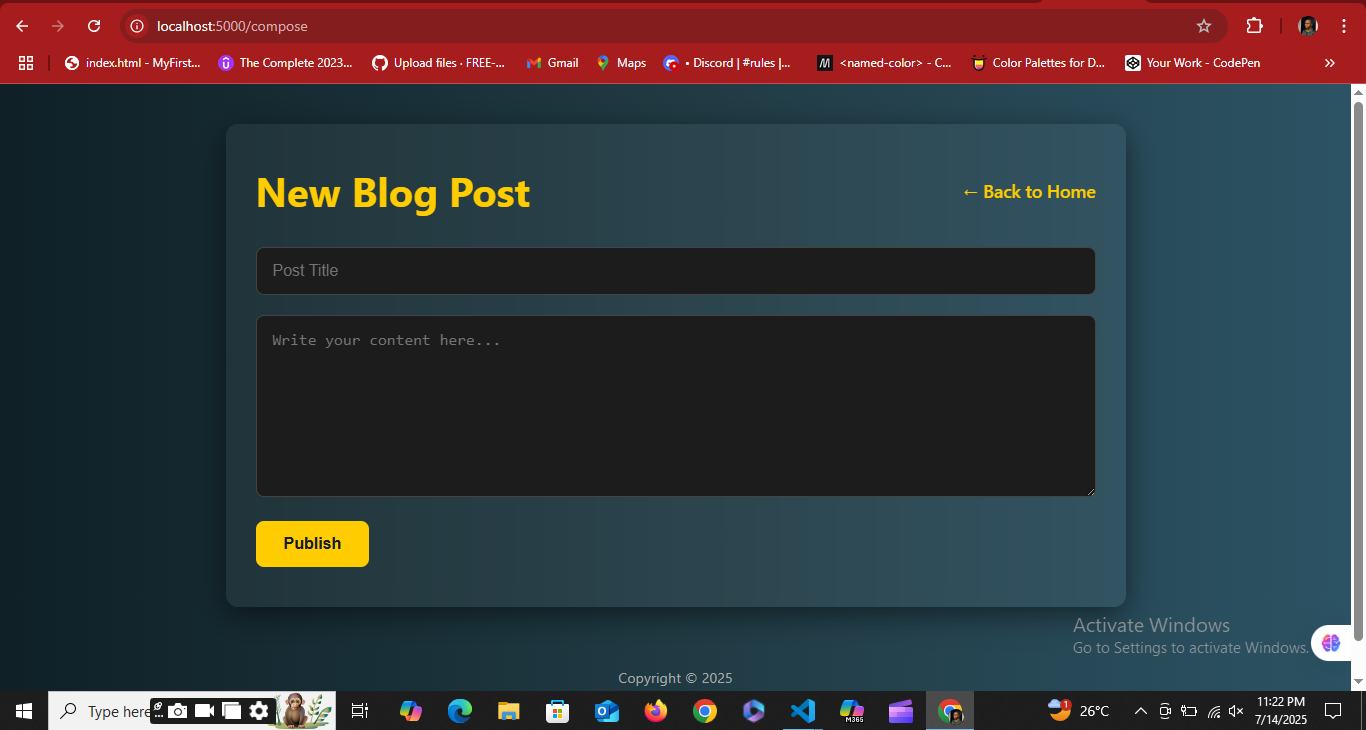 localhost:5000/compose
index.html - MyFirst...
The Complete 2023...
Upload files · FREE-...
Gmail
Maps
• Discord | #rules |...
<named-color> - C...
Color Palettes for D...
Your Work - CodePen
New Blog Post
← Back to Home
Post Title
Write your content here...
Publish
Activate Windows
Go to Settings to activate Windows.
Copyright © 2025
Type here
M365
1
26°C
11:22 PM
7/14/2025